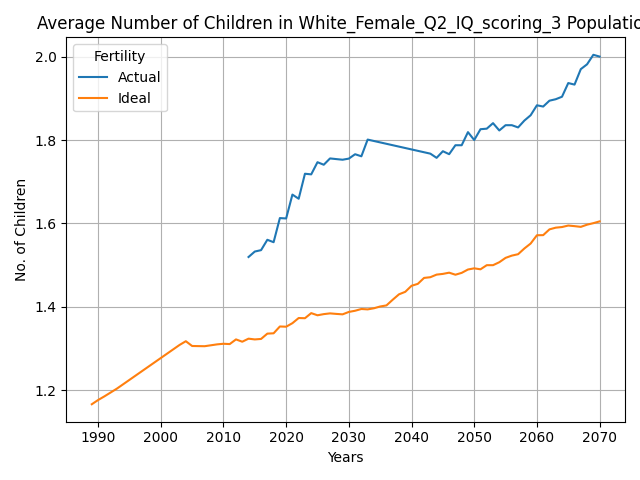 Average Number of Children in White_Female_Q2_IQ_scoring_3 Populatio
Fertility
Actual
Ideal
2.0
1.8
1.6
1.4
1.2
No. of Children
1990 2000 2010 2020 2030 2040 2050 2060 2070
Years